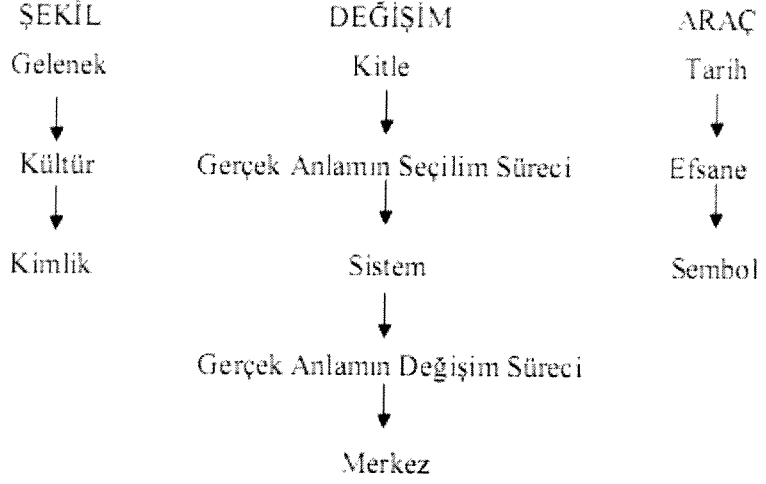 ŞEKİL DEĞİŞİM ARAÇ
Gelenek Kitle Tarih
Kültür Gerçek Anlamın Seçilim Süreci Efsane
Kimlik Sistem Sembol
Gerçek Anlamın Değişim Süreci
Merkez